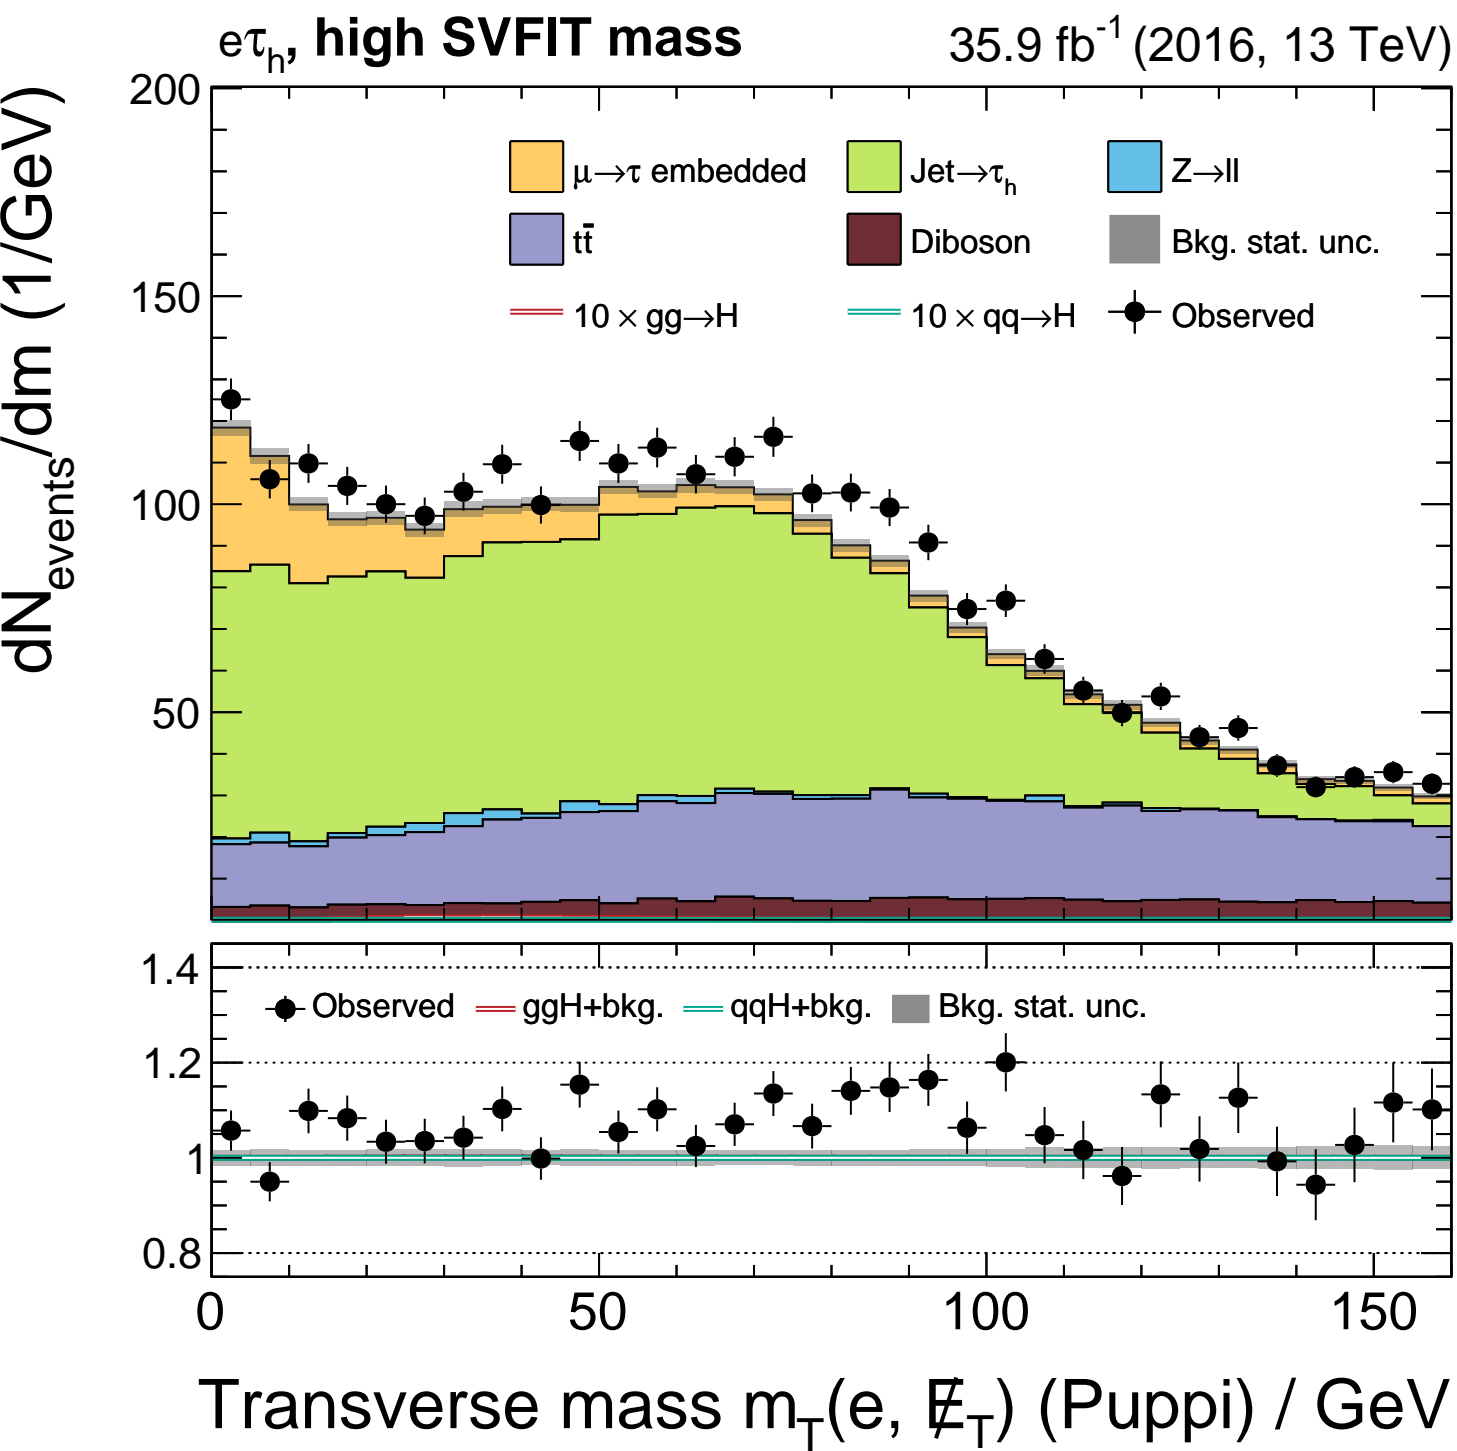 eτh, high SVFIT mass 35.9 fb-1 (2016, 13 TeV)
dNevents/dm (1/GeV)
200
150
100
50
μ→τ embedded Jet→τh Z→ll
tt̄ Diboson Bkg. stat. unc.
10 × gg→H 10 × qq→H Observed
1.4
1.2
1
0.8
Observed ggH+bkg. qqH+bkg. Bkg. stat. unc.
0 50 100 150
Transverse mass mT(e, E̸T) (Puppi) / GeV